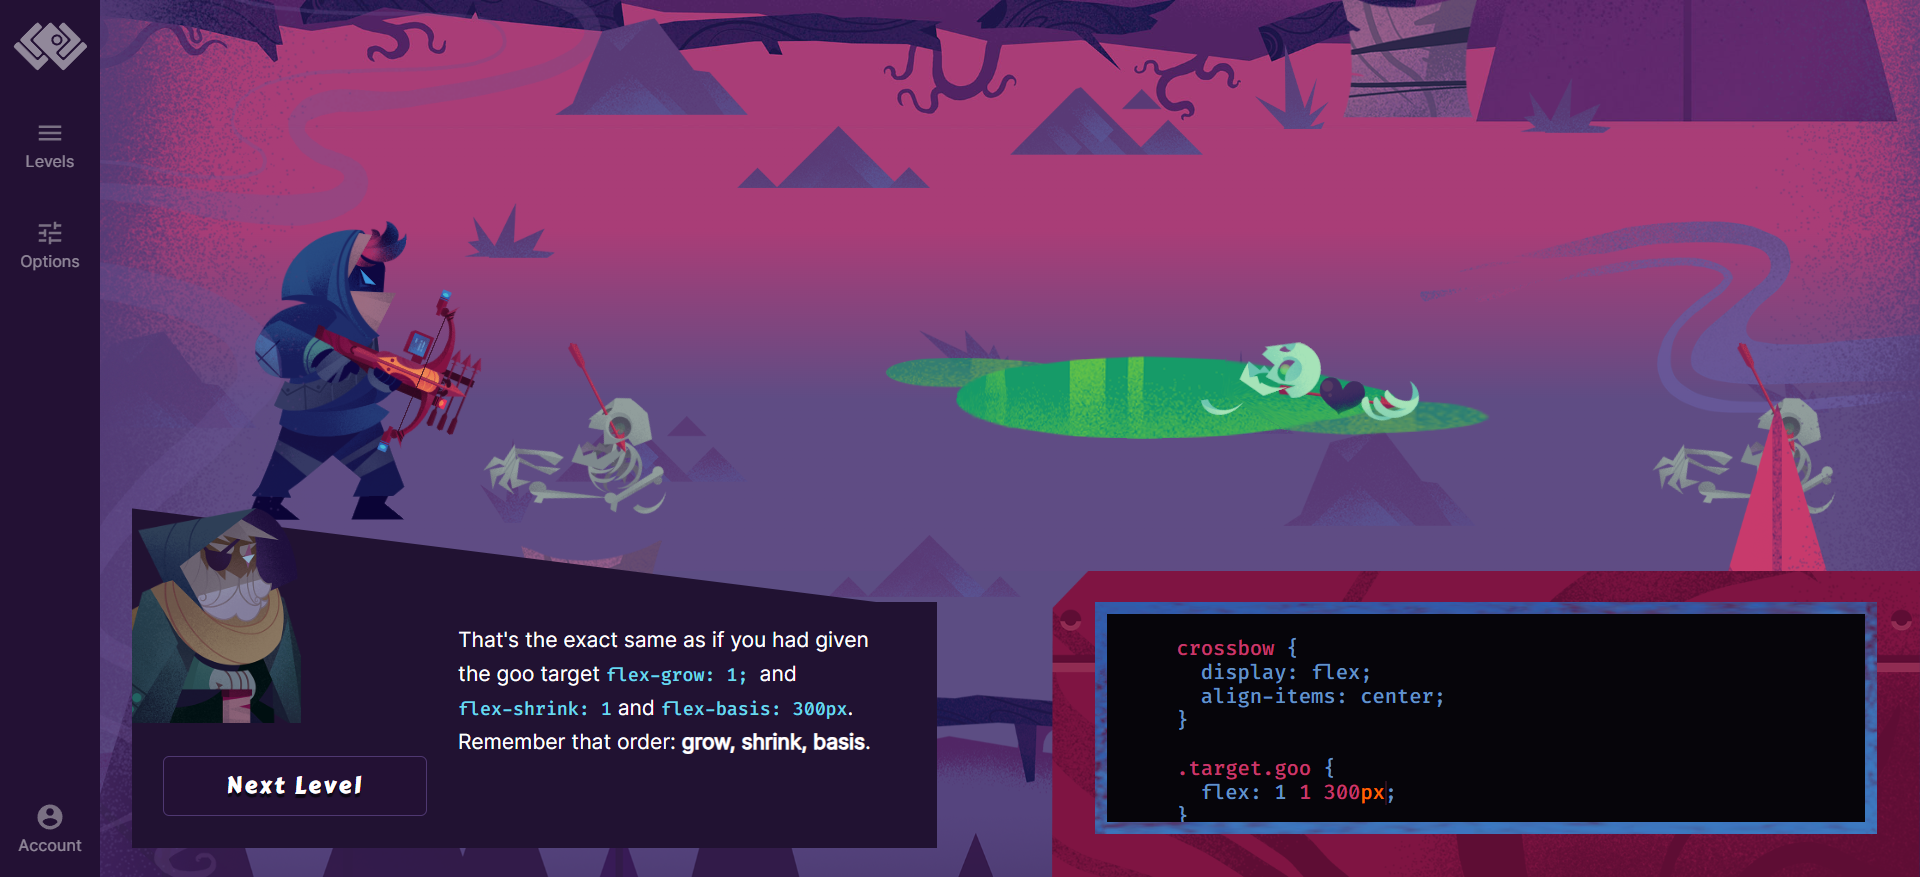 Levels
Options
Account
That's the exact same as if you had given
the goo target flex-grow: 1; and
flex-shrink: 1 and flex-basis: 300px.
Remember that order: grow, shrink, basis.
Next Level
crossbow {
display: flex;
align-items: center;
}
.target.goo {
flex: 1 1 300px;
}